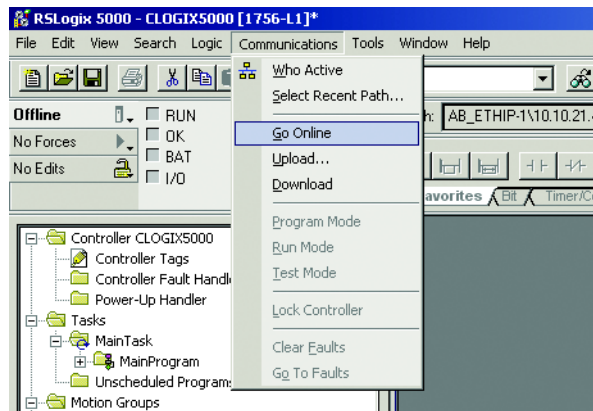 RSLogix 5000 - CLOGIX5000 [1756-L1]*
File Edit View Search Logic Communications Tools Window Help
Who Active
Select Recent Path...
Go Online
Upload...
Download
Program Mode
Run Mode
Test Mode
Lock Controller
Clear Faults
Go To Faults
Offline
RUN
No Forces
OK
No Edits
BAT
I/O
h: AB_ETHIP-1\10.10.21.
avorites Bit Timer/C
Controller CLOGIX5000
Controller Tags
Controller Fault Handl
Power-Up Handler
Tasks
MainTask
MainProgram
Unscheduled Program
Motion Groups